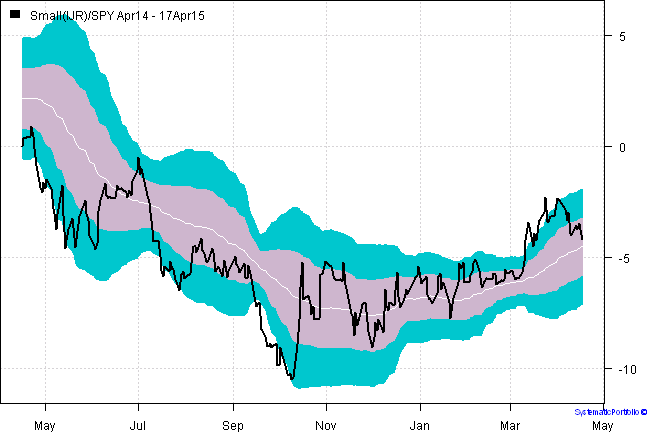 Small(IJR)/SPY Apr14 - 17Apr15
5
0
-5
-10
SystematicPortfolio ©
May
Jul
Sep
Nov
Jan
Mar
May